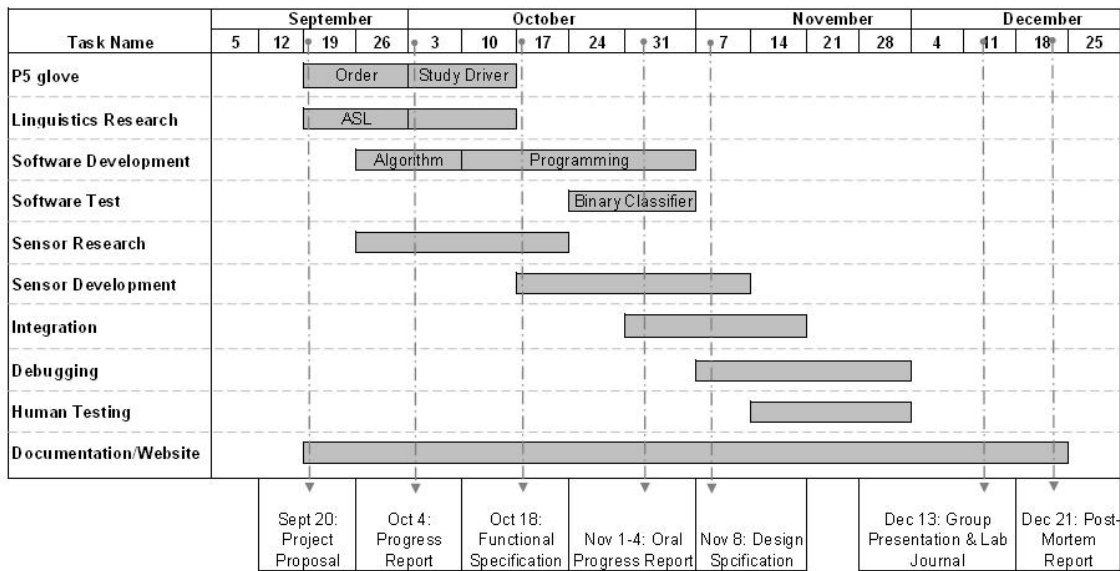 September October November December
Task Name 5 12 19 26 3 10 17 24 31 7 14 21 28 4 11 18 25
P5 glove Order Study Driver
Linguistics Research ASL
Software Development Algorithm Programming
Software Test Binary Classifier
Sensor Research
Sensor Development
Integration
Debugging
Human Testing
Documentation/Website
Sept 20:
Project
Proposal
Oct 4:
Progress
Report
Oct 18:
Functional
Specification
Nov 1-4: Oral
Progress Report
Nov 8: Design
Spcification
Dec 13: Group
Presentation & Lab
Journal
Dec 21: Post-
Mortem
Report